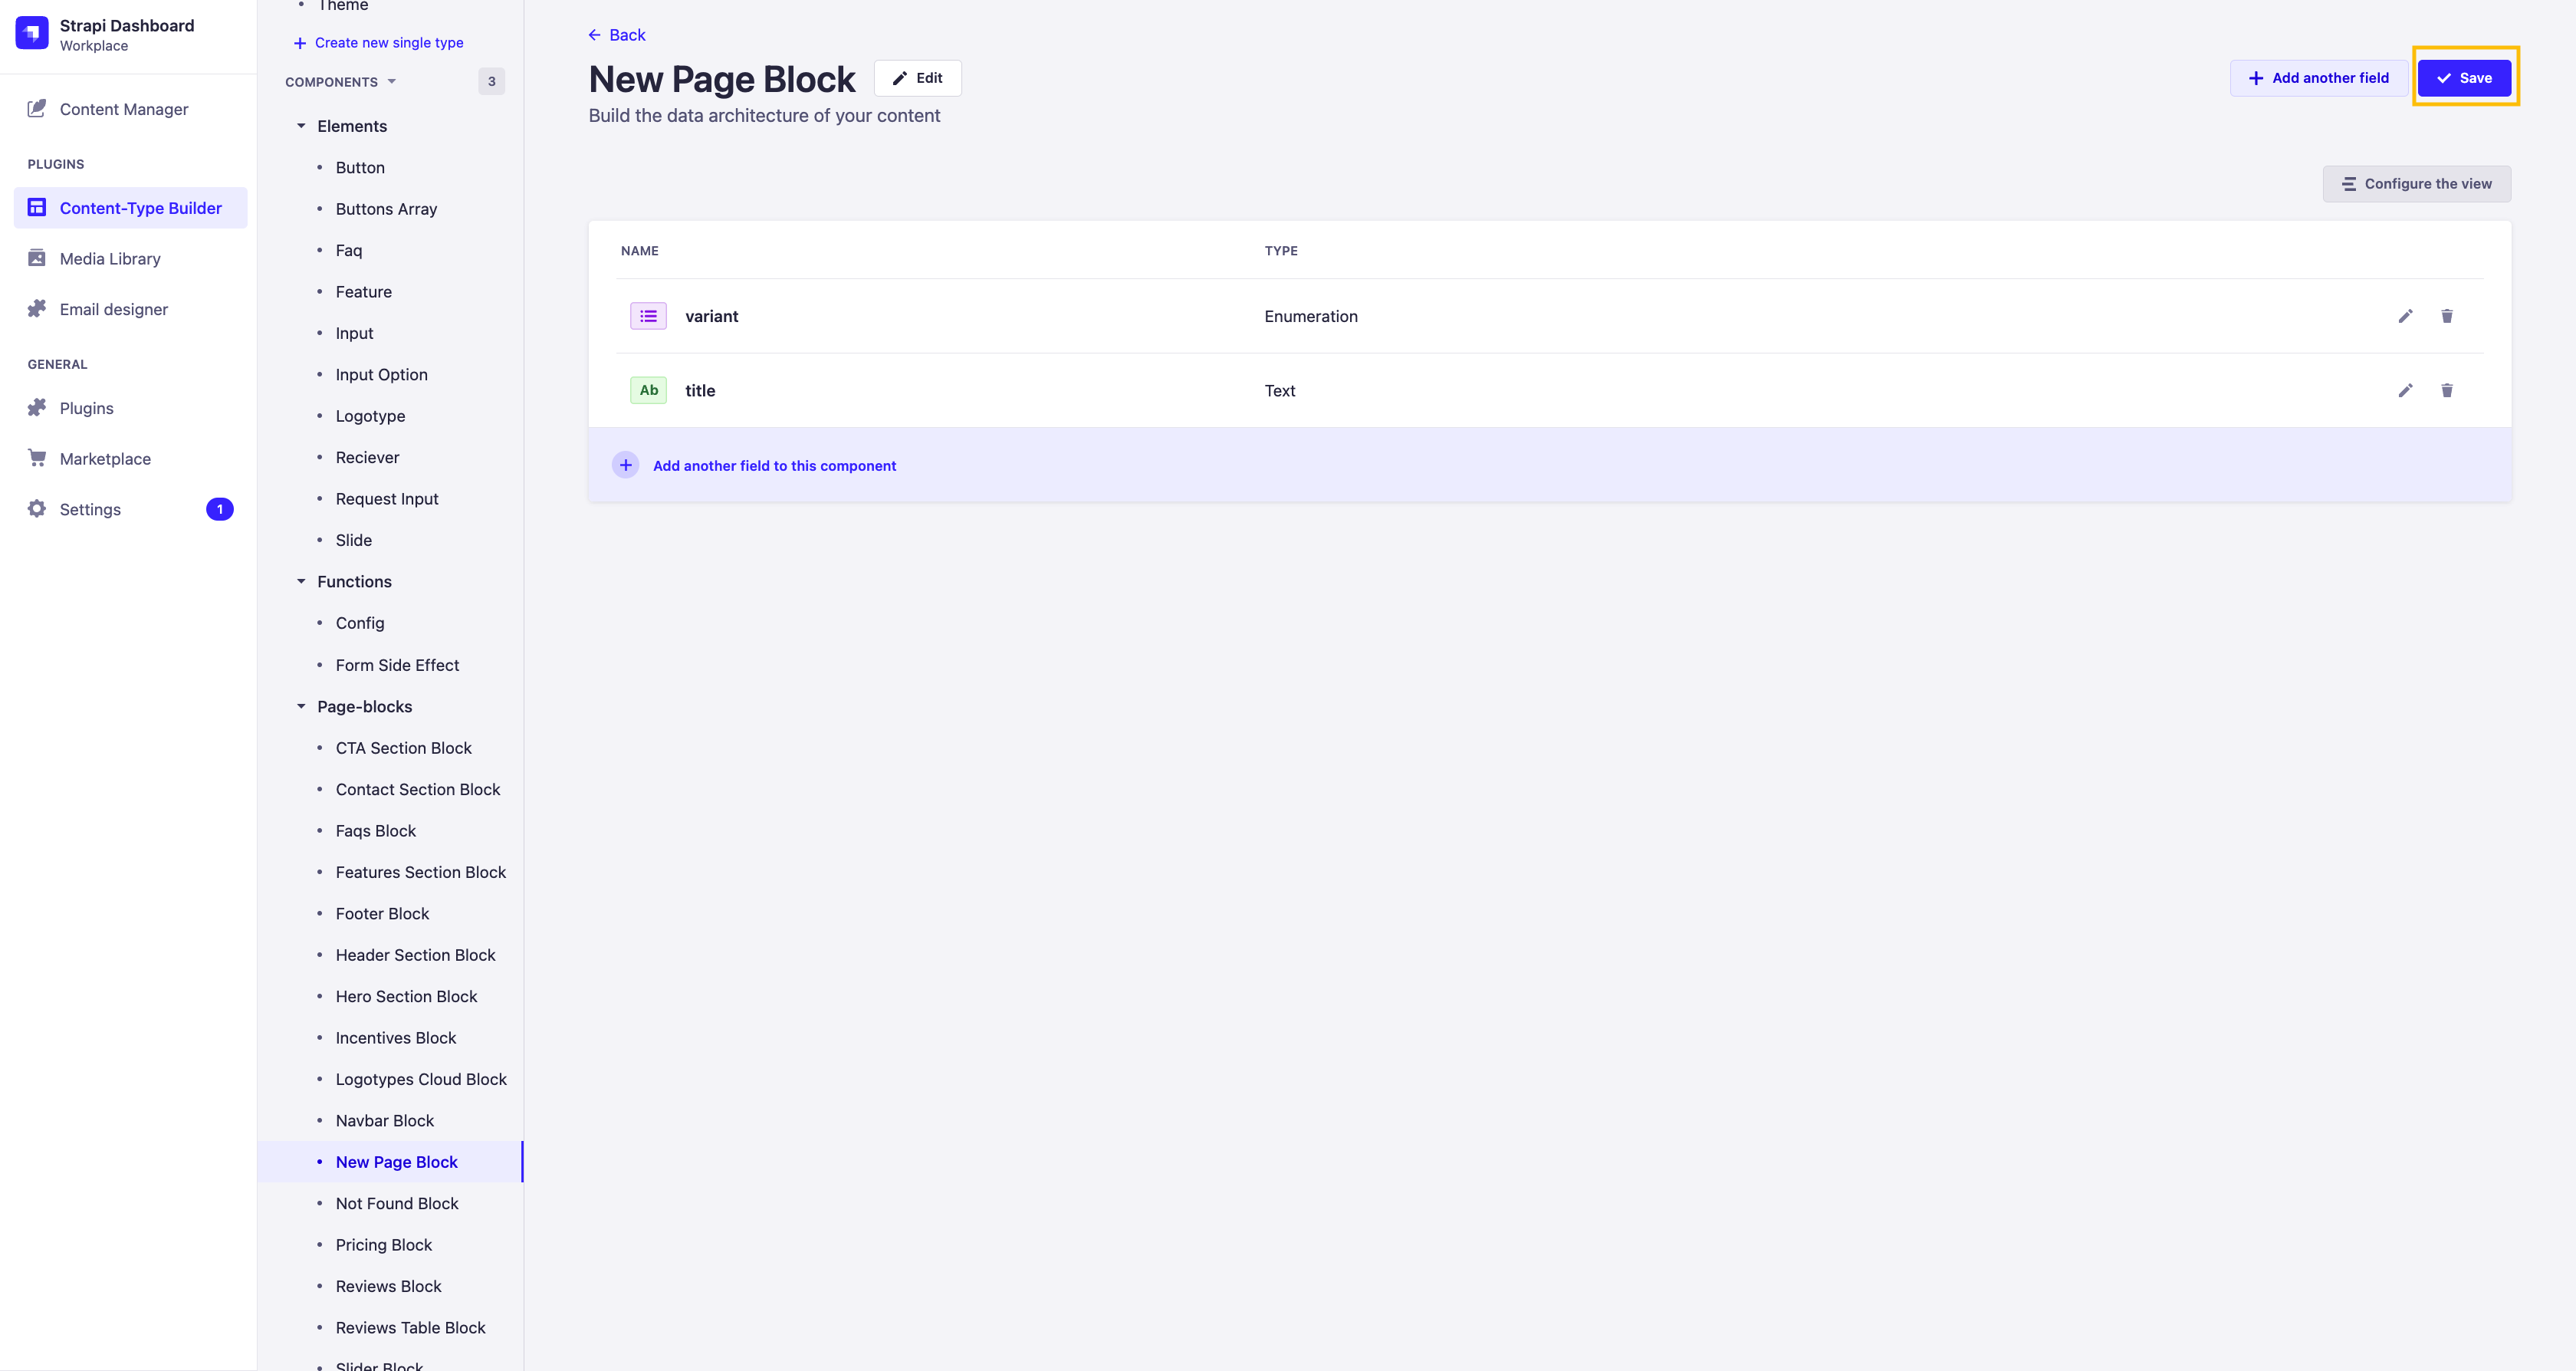 Strapi Dashboard
Workplace
Content Manager
PLUGINS
Content-Type Builder
Media Library
Email designer
GENERAL
Plugins
Marketplace
Settings
1
Theme
Create new single type
COMPONENTS
3
Elements
Button
Buttons Array
Faq
Feature
Input
Input Option
Logotype
Reciever
Request Input
Slide
Functions
Config
Form Side Effect
Page-blocks
CTA Section Block
Contact Section Block
Faqs Block
Features Section Block
Footer Block
Header Section Block
Hero Section Block
Incentives Block
Logotypes Cloud Block
Navbar Block
New Page Block
Not Found Block
Pricing Block
Reviews Block
Reviews Table Block
Slider Block
Back
New Page Block
Edit
Build the data architecture of your content
Add another field
Save
Configure the view
NAME TYPE
variant Enumeration
Ab title Text
Add another field to this component